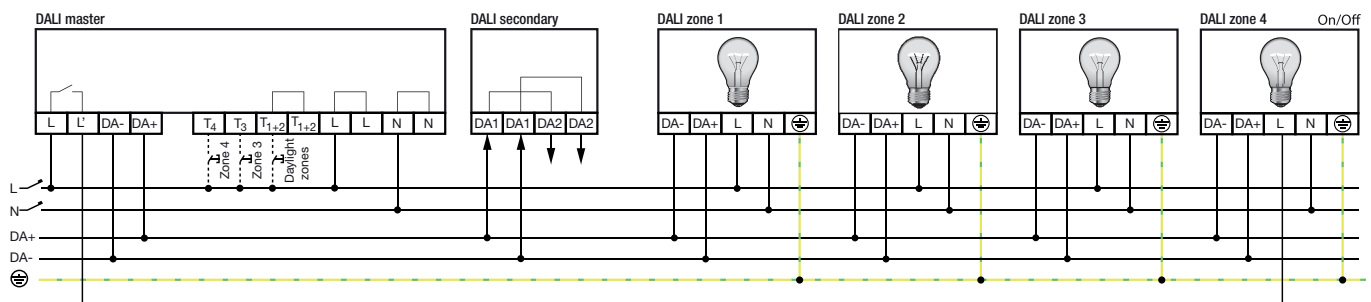 DALI master
DALI secondary
DALI zone 1
DALI zone 2
DALI zone 3
DALI zone 4
On/Off
L L' DA- DA+ T4 T3 T1+2 T1+2 L L N N
DA1 DA1 DA2 DA2
DA- DA+ L N
DA- DA+ L N
DA- DA+ L N
DA- DA+ L N
Zone 4
Zone 3
Daylight
zones
L
N
DA+
DA-